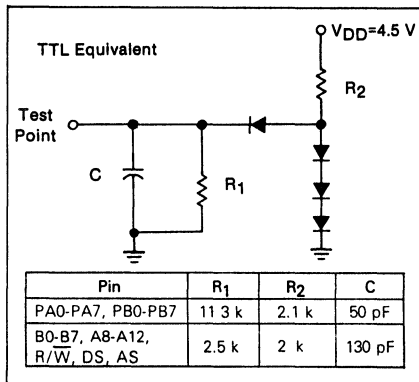 TTL Equivalent
VDD=4.5 V
R2
Test
Point
C
R1
Pin R1 R2 C
PA0-PA7, PB0-PB7 11 3 k 2.1 k 50 pF
B0-B7, A8-A12,
R/W̅, DS, AS 2.5 k 2 k 130 pF